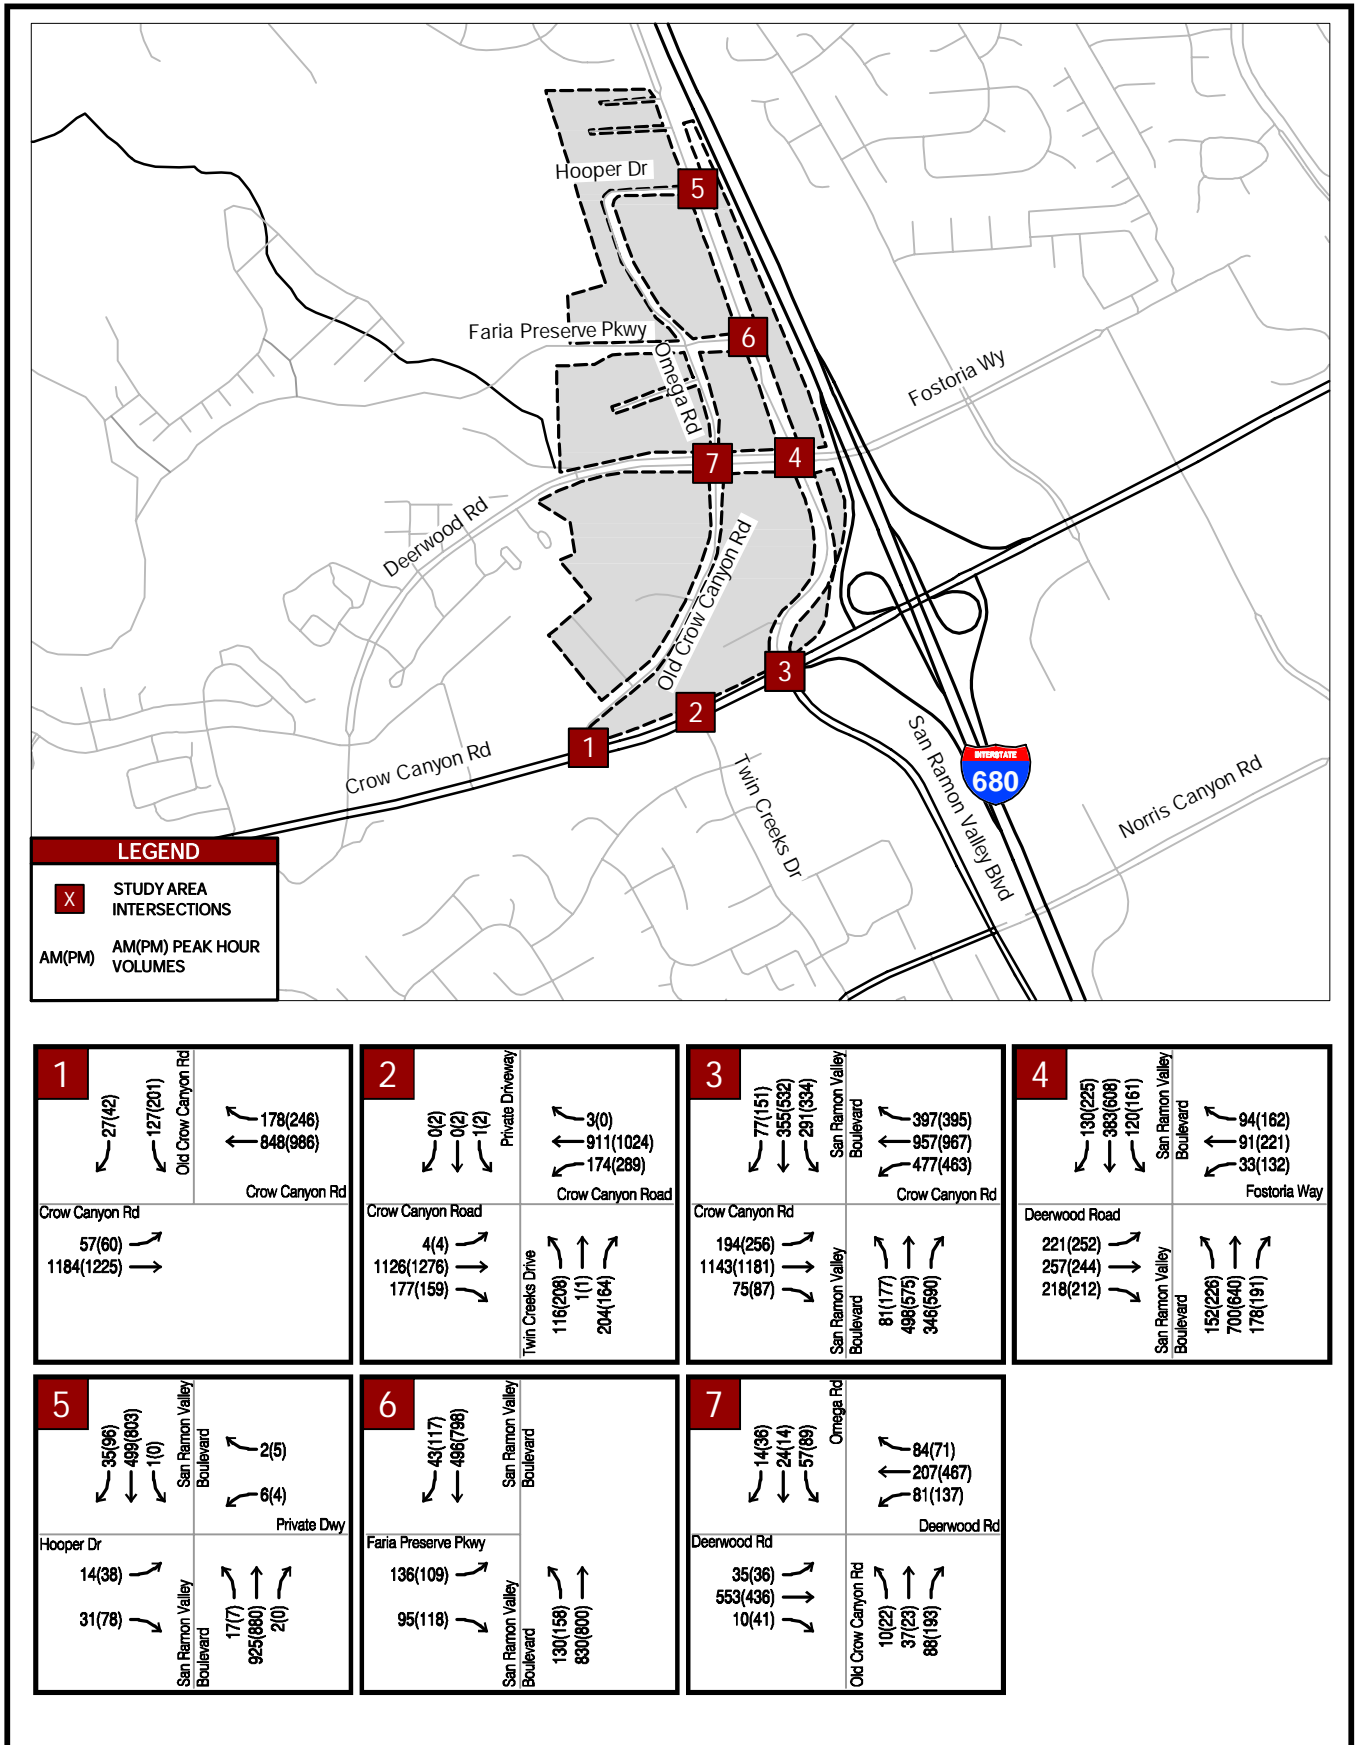 Hooper Dr
5
Faria Preserve Pkwy
6
Omega Rd
Fostoria Wy
7
4
Deerwood Rd
Old Crow Canyon Rd
3
2
1
Crow Canyon Rd
Twin Creeks Dr
San Ramon Valley Blvd
INTERSTATE
680
Norris Canyon Rd
LEGEND
X
STUDY AREA
INTERSECTIONS
AM(PM)
AM(PM) PEAK HOUR
VOLUMES
1
27(42)
127(201)
Old Crow Canyon Rd
178(246)
848(986)
Crow Canyon Rd
Crow Canyon Rd
57(60)
1184(1225)
2
0(2)
0(2)
1(2)
Private Driveway
3(0)
911(1024)
174(289)
Crow Canyon Road
Crow Canyon Road
4(4)
1126(1276)
177(159)
Twin Creeks Drive
116(208)
1(1)
204(164)
3
77(151)
355(532)
291(334)
San Ramon Valley
Boulevard
397(395)
957(967)
477(463)
Crow Canyon Rd
Crow Canyon Rd
194(256)
1143(1181)
75(87)
San Ramon Valley
Boulevard
81(177)
498(575)
346(590)
4
130(225)
383(608)
120(161)
San Ramon Valley
Boulevard
94(162)
91(221)
33(132)
Fostoria Way
Deerwood Road
221(252)
257(244)
218(212)
San Ramon Valley
Boulevard
152(226)
700(640)
178(191)
5
35(96)
499(803)
1(0)
San Ramon Valley
Boulevard
2(5)
6(4)
Private Dwy
Hooper Dr
14(38)
31(78)
San Ramon Valley
Boulevard
17(7)
925(880)
2(0)
6
43(117)
496(798)
San Ramon Valley
Boulevard
Faria Preserve Pkwy
136(109)
95(118)
San Ramon Valley
Boulevard
130(158)
830(800)
7
14(36)
24(14)
57(89)
Omega Rd
84(71)
207(467)
81(137)
Deerwood Rd
Deerwood Rd
35(36)
553(436)
10(41)
Old Crow Canyon Rd
10(22)
37(23)
88(193)